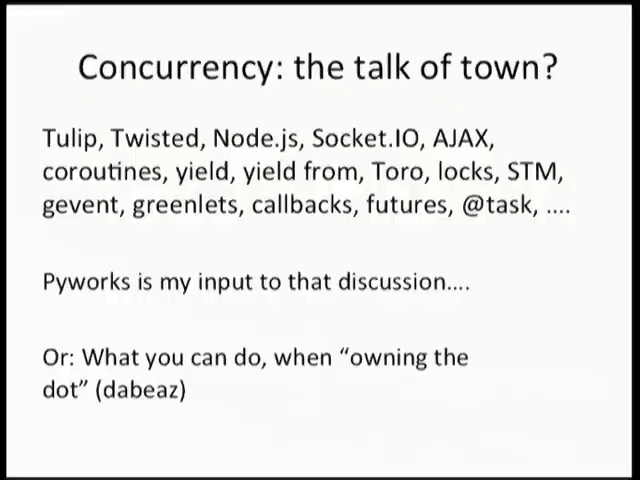 Concurrency: the talk of town?
Tulip, Twisted, Node.js, Socket.IO, AJAX,
coroutines, yield, yield from, Toro, locks, STM,
gevent, greenlets, callbacks, futures, @task, ....
Pyworks is my input to that discussion....
Or: What you can do, when “owning the
dot” (dabeaz)